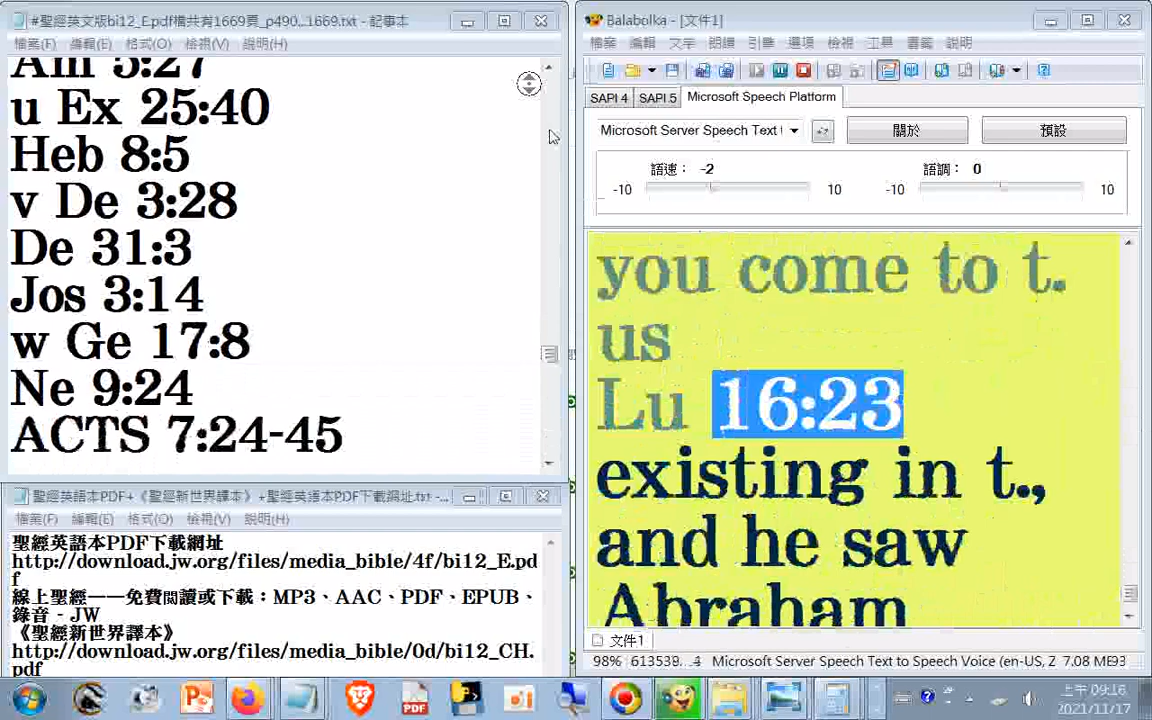 #聖經英文版bi12_E.pdf檔共有1669頁_p490...1669.txt - 記事本
檔案(F) 編輯(E) 格式(O) 檢視(V) 說明(H)
Am 5:27
u Ex 25:40
Heb 8:5
v De 3:28
De 31:3
Jos 3:14
w Ge 17:8
Ne 9:24
ACTS 7:24-45
聖經英語本PDF+《聖經新世界譯本》+聖經英語本PDF下載網址.txt -...
檔案(F) 編輯(E) 格式(O) 檢視(V) 說明(H)
聖經英語本PDF下載網址
http://download.jw.org/files/media_bible/4f/bi12_E.pd
f
線上聖經——免費閱讀或下載：MP3、AAC、PDF、EPUB、
錄音 - JW
《聖經新世界譯本》
http://download.jw.org/files/media_bible/0d/bi12_CH.
pdf
Balabolka - [文件1]
檔案 編輯 文字 朗讀 引擎 選項 檢視 工具 書籤 說明
SAPI 4 SAPI 5 Microsoft Speech Platform
Microsoft Server Speech Text 關於 預設
語速： -2 語調： 0
-10 10 -10 10
you come to t.
us
Lu 16:23
existing in t.,
and he saw
Abraham
文件1
98% 613539... 4 Microsoft Server Speech Text to Speech Voice (en-US, Z 7.08 ME93
PDF
上午 09:16
2021/11/17